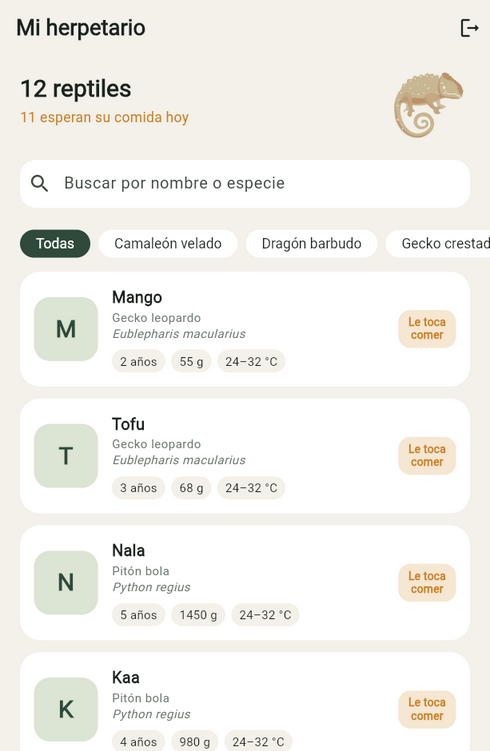 Mi herpetario
12 reptiles
11 esperan su comida hoy
Buscar por nombre o especie
Todas
Camaleón velado
Dragón barbudo
Gecko crestad
M
Mango
Gecko leopardo
Eublepharis macularius
2 años
55 g
24–32 °C
Le toca
comer
T
Tofu
Gecko leopardo
Eublepharis macularius
3 años
68 g
24–32 °C
Le toca
comer
N
Nala
Pitón bola
Python regius
5 años
1450 g
24–32 °C
Le toca
comer
K
Kaa
Pitón bola
Python regius
4 años
980 g
24–32 °C
Le toca
comer